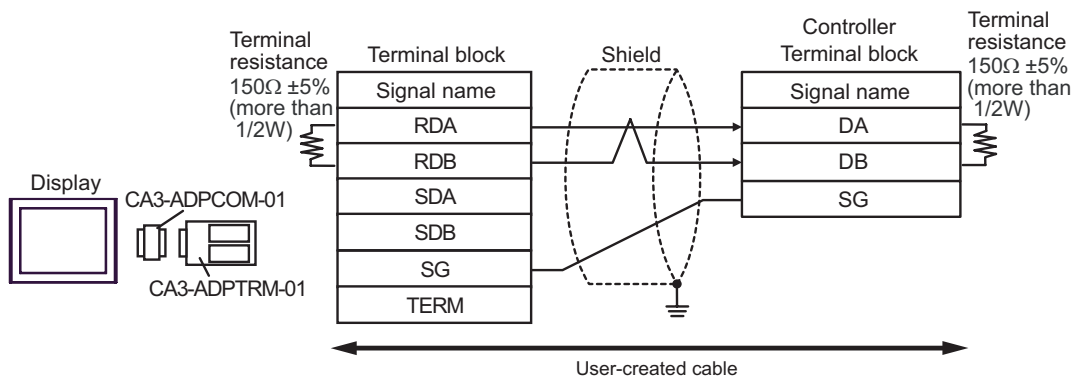 Terminal
resistance
150Ω ±5%
(more than
1/2W)
Terminal block
Signal name
RDA
RDB
SDA
SDB
SG
TERM
Shield
Controller
Terminal block
Signal name
DA
DB
SG
Terminal
resistance
150Ω ±5%
(more than
1/2W)
Display
CA3-ADPCOM-01
CA3-ADPTRM-01
User-created cable